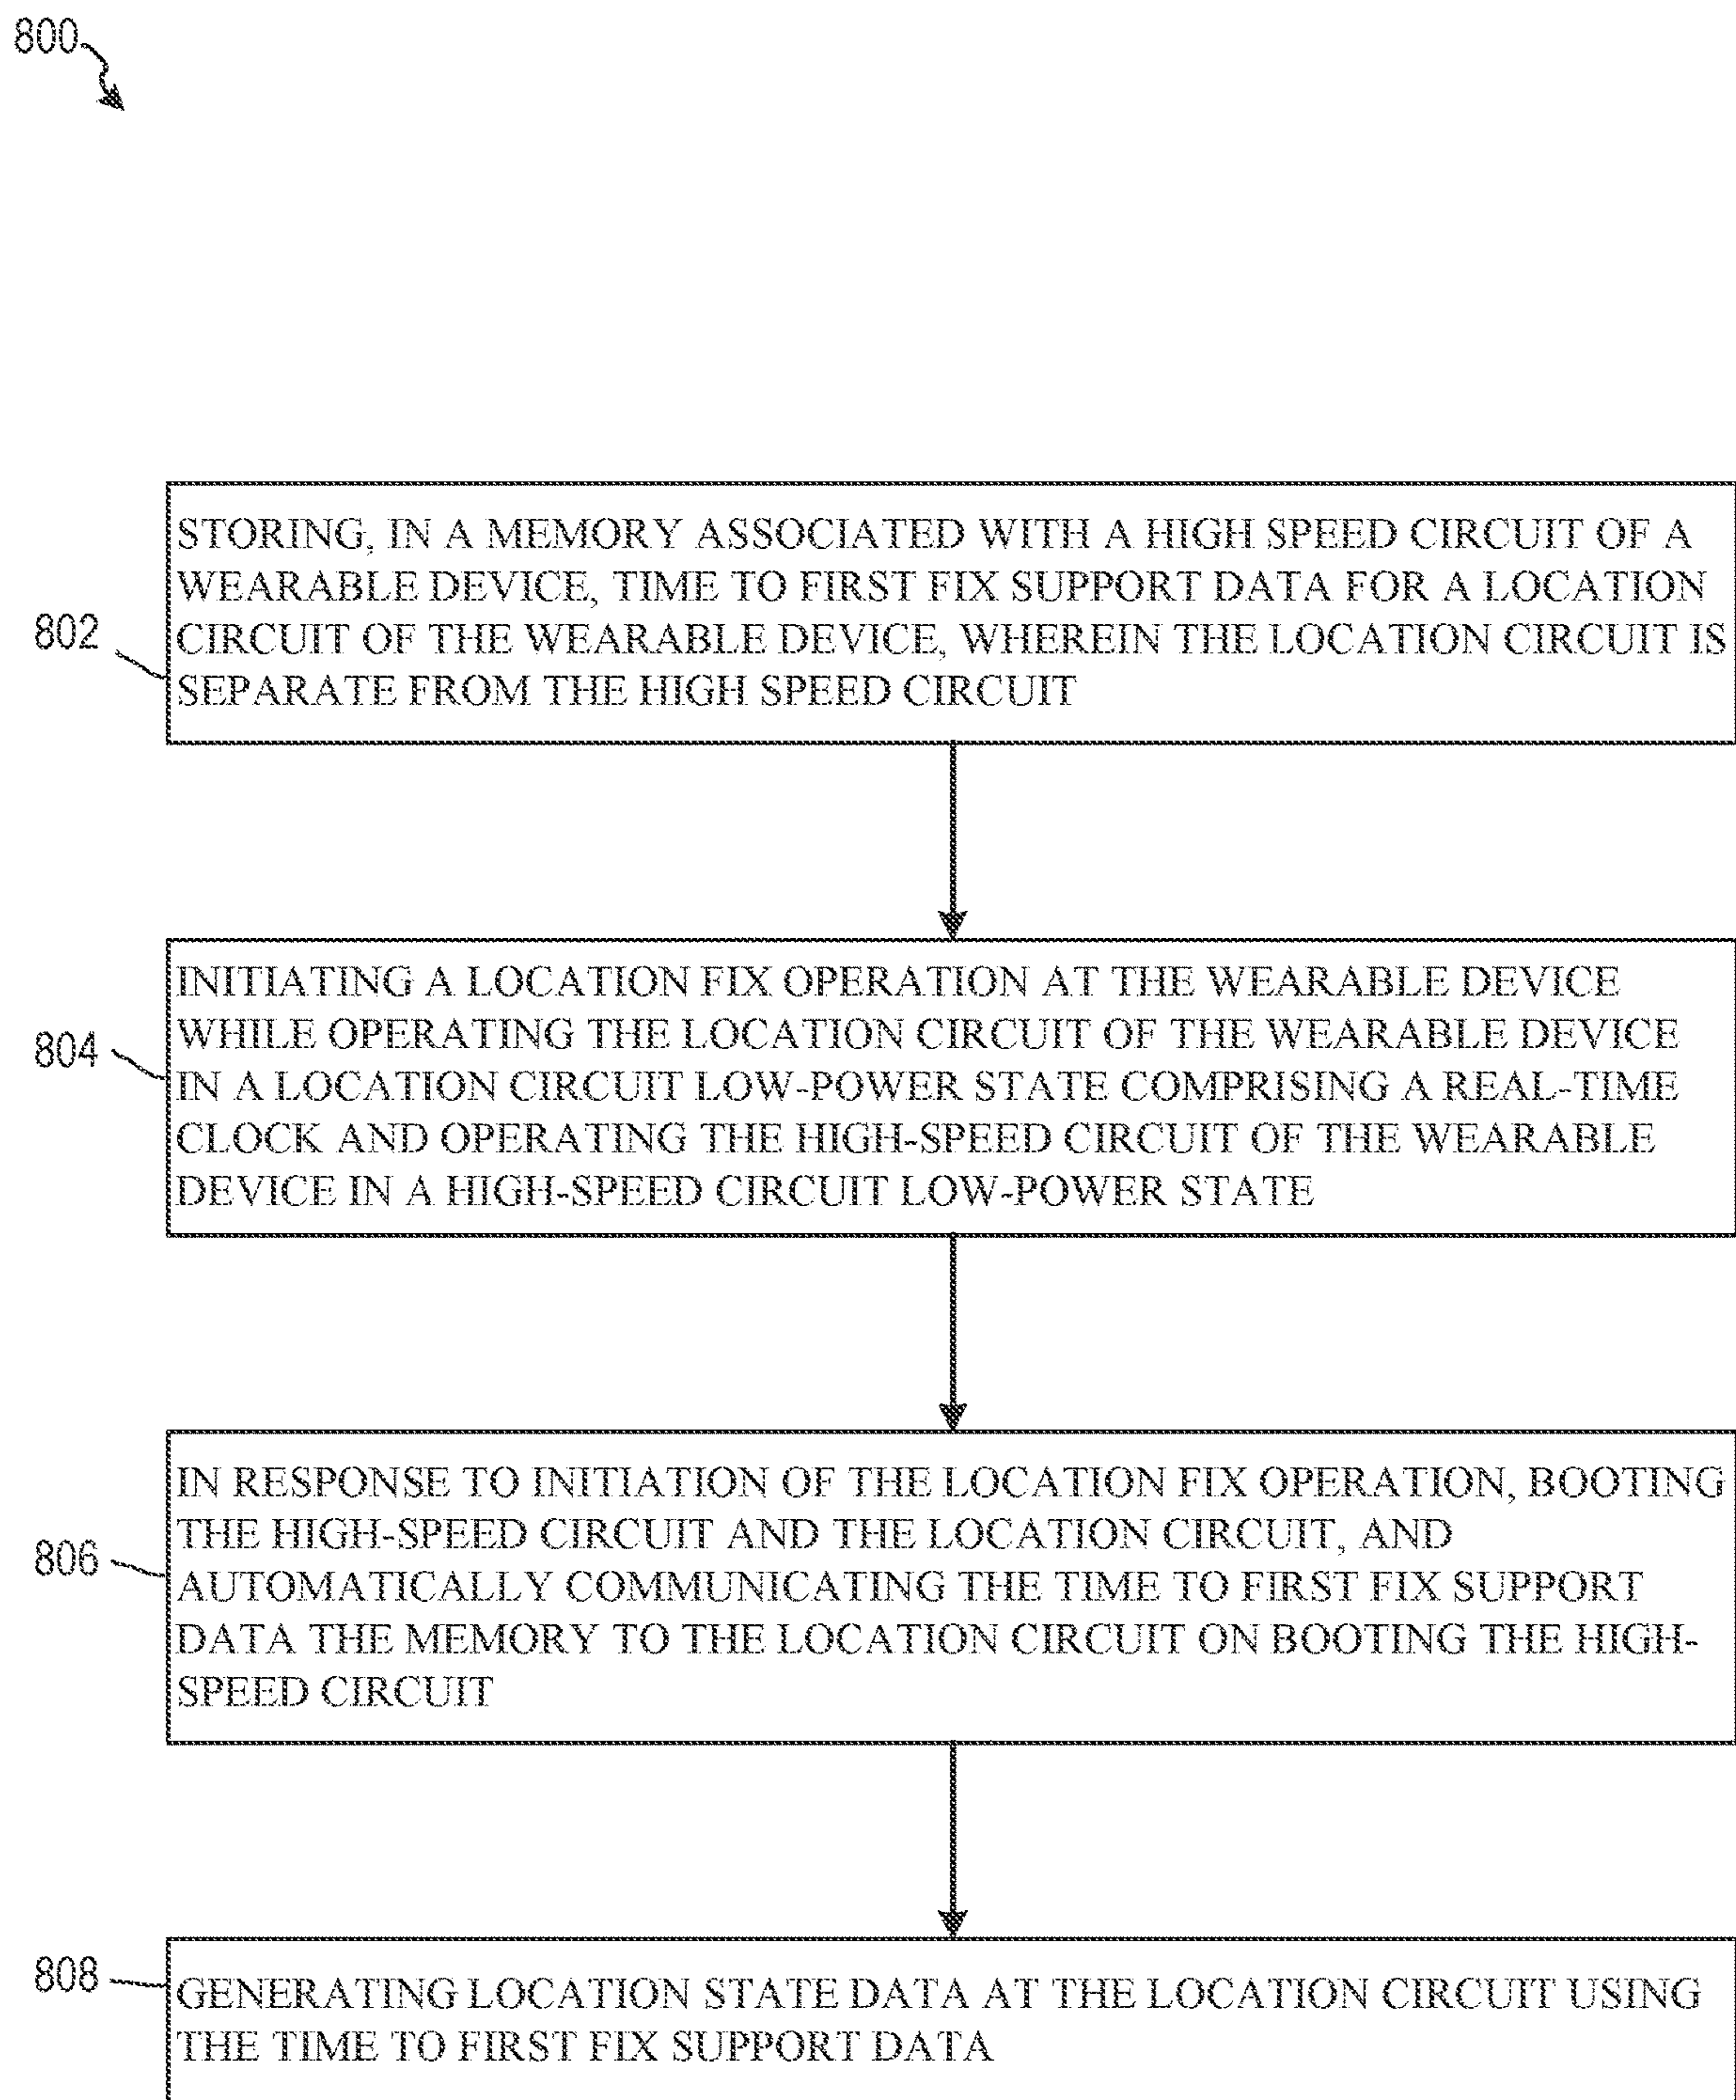 800
STORING, IN A MEMORY ASSOCIATED WITH A HIGH SPEED CIRCUIT OF A
WEARABLE DEVICE, TIME TO FIRST FIX SUPPORT DATA FOR A LOCATION
802
CIRCUIT OF THE WEARABLE DEVICE, WHEREIN THE LOCATION CIRCUIT IS
SEPARATE FROM THE HIGH SPEED CIRCUIT
INITIATING A LOCATION FIX OPERATION AT THE WEARABLE DEVICE
WHILE OPERATING THE LOCATION CIRCUIT OF THE WEARABLE DEVICE
804
IN A LOCATION CIRCUIT LOW-POWER STATE COMPRISING A REAL-TIME
CLOCK AND OPERATING THE HIGH-SPEED CIRCUIT OF THE WEARABLE
DEVICE IN A HIGH-SPEED CIRCUIT LOW-POWER STATE
IN RESPONSE TO INITIATION OF THE LOCATION FIX OPERATION, BOOTING
THE HIGH-SPEED CIRCUIT AND THE LOCATION CIRCUIT, AND
806
AUTOMATICALLY COMMUNICATING THE TIME TO FIRST FIX SUPPORT
DATA THE MEMORY TO THE LOCATION CIRCUIT ON BOOTING THE HIGH-
SPEED CIRCUIT
808
GENERATING LOCATION STATE DATA AT THE LOCATION CIRCUIT USING
THE TIME TO FIRST FIX SUPPORT DATA